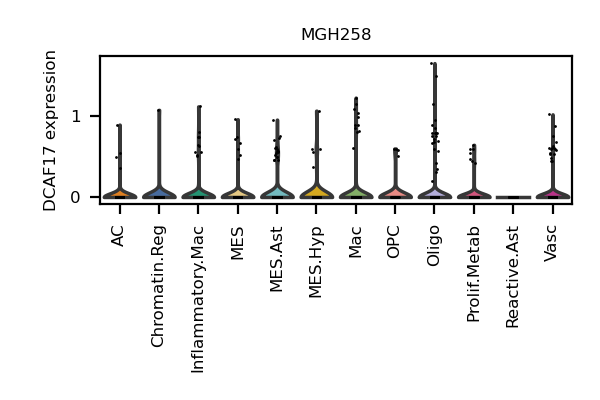 MGH258
DCAF17 expression
1
0
AC
Chromatin.Reg
Inflammatory.Mac
MES
MES.Ast
MES.Hyp
Mac
OPC
Oligo
Prolif.Metab
Reactive.Ast
Vasc